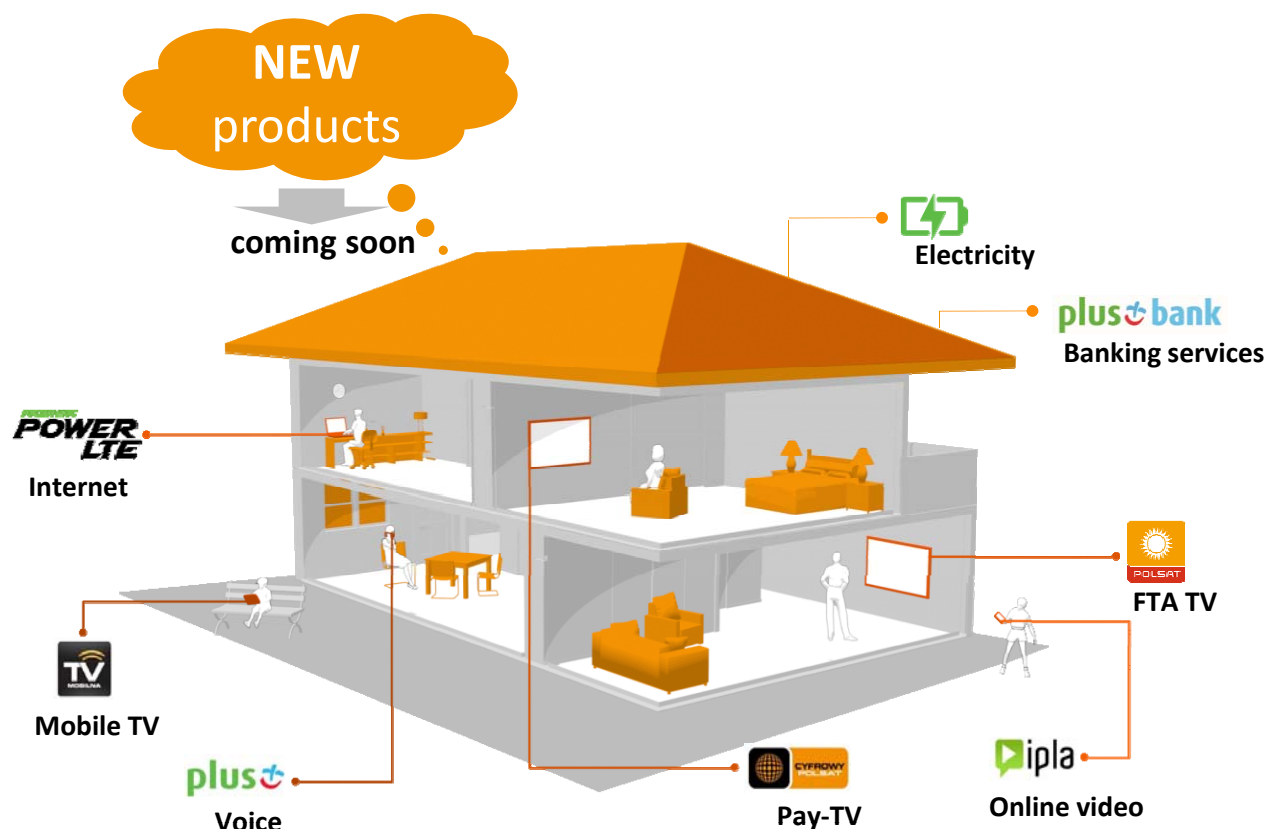 NEW
products
coming soon
Electricity
plus bank
Banking services
POWER
LTE
Internet
POLSAT
FTA TV
TV
MOBILNA
Mobile TV
plus
Voice
CYFROWY
POLSAT
Pay-TV
ipla
Online video